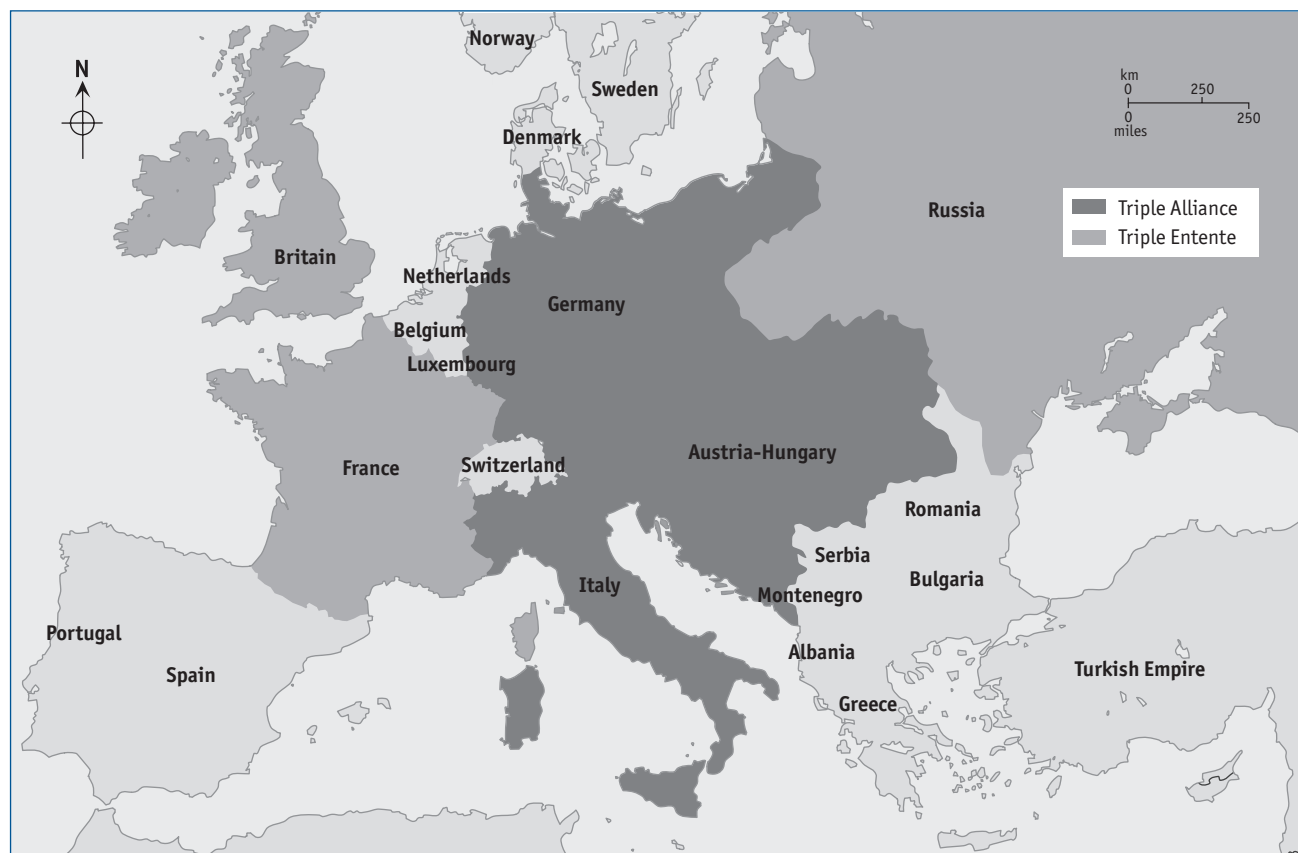 Norway
N
km
0 250
0 250
miles
Sweden
Denmark
Triple Alliance
Triple Entente
Russia
Britain
Netherlands
Germany
Belgium
Luxembourg
Austria-Hungary
France
Switzerland
Romania
Serbia
Bulgaria
Italy
Montenegro
Portugal
Albania
Spain
Turkish Empire
Greece